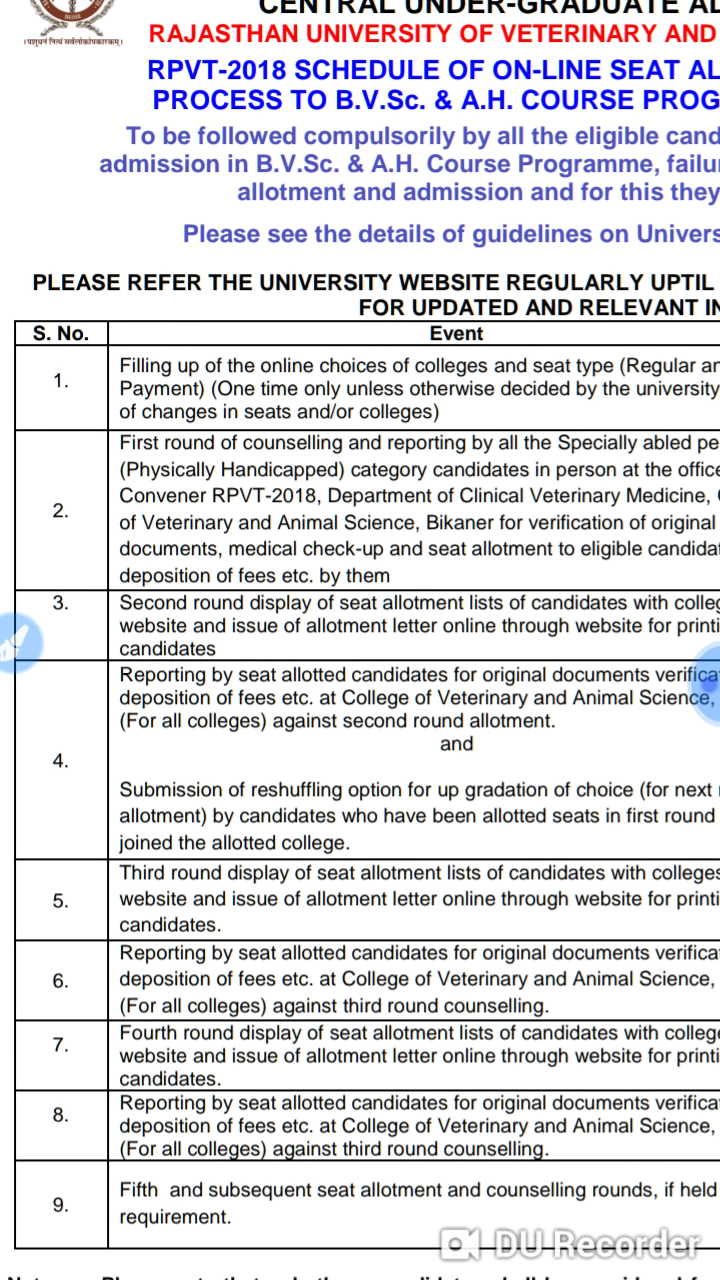 CENTRAL UNDER-GRADUATE
। पशुधनं नित्यं सर्वलोकोपकारकम् ।
RAJASTHAN UNIVERSITY OF VETERINARY AND
RPVT-2018 SCHEDULE OF ON-LINE SEAT AL
PROCESS TO B.V.Sc. & A.H. COURSE PROG
To be followed compulsorily by all the eligible cand
admission in B.V.Sc. & A.H. Course Programme, failu
allotment and admission and for this they
Please see the details of guidelines on Univers
PLEASE REFER THE UNIVERSITY WEBSITE REGULARLY UPTIL
FOR UPDATED AND RELEVANT IN
S. No. Event
1.
Filling up of the online choices of colleges and seat type (Regular an
Payment) (One time only unless otherwise decided by the university
of changes in seats and/or colleges)
2.
First round of counselling and reporting by all the Specially abled pe
(Physically Handicapped) category candidates in person at the office
Convener RPVT-2018, Department of Clinical Veterinary Medicine,
of Veterinary and Animal Science, Bikaner for verification of original
documents, medical check-up and seat allotment to eligible candida
deposition of fees etc. by them
3.
Second round display of seat allotment lists of candidates with colleg
website and issue of allotment letter online through website for printi
candidates
4.
Reporting by seat allotted candidates for original documents verifica
deposition of fees etc. at College of Veterinary and Animal Science,
(For all colleges) against second round allotment.
and
Submission of reshuffling option for up gradation of choice (for next
allotment) by candidates who have been allotted seats in first round
joined the allotted college.
5.
Third round display of seat allotment lists of candidates with colleges
website and issue of allotment letter online through website for printi
candidates.
6.
Reporting by seat allotted candidates for original documents verifica
deposition of fees etc. at College of Veterinary and Animal Science,
(For all colleges) against third round counselling.
7.
Fourth round display of seat allotment lists of candidates with college
website and issue of allotment letter online through website for printi
candidates.
8.
Reporting by seat allotted candidates for original documents verifica
deposition of fees etc. at College of Veterinary and Animal Science,
(For all colleges) against third round counselling.
9.
Fifth and subsequent seat allotment and counselling rounds, if held
requirement.
DU Recorder